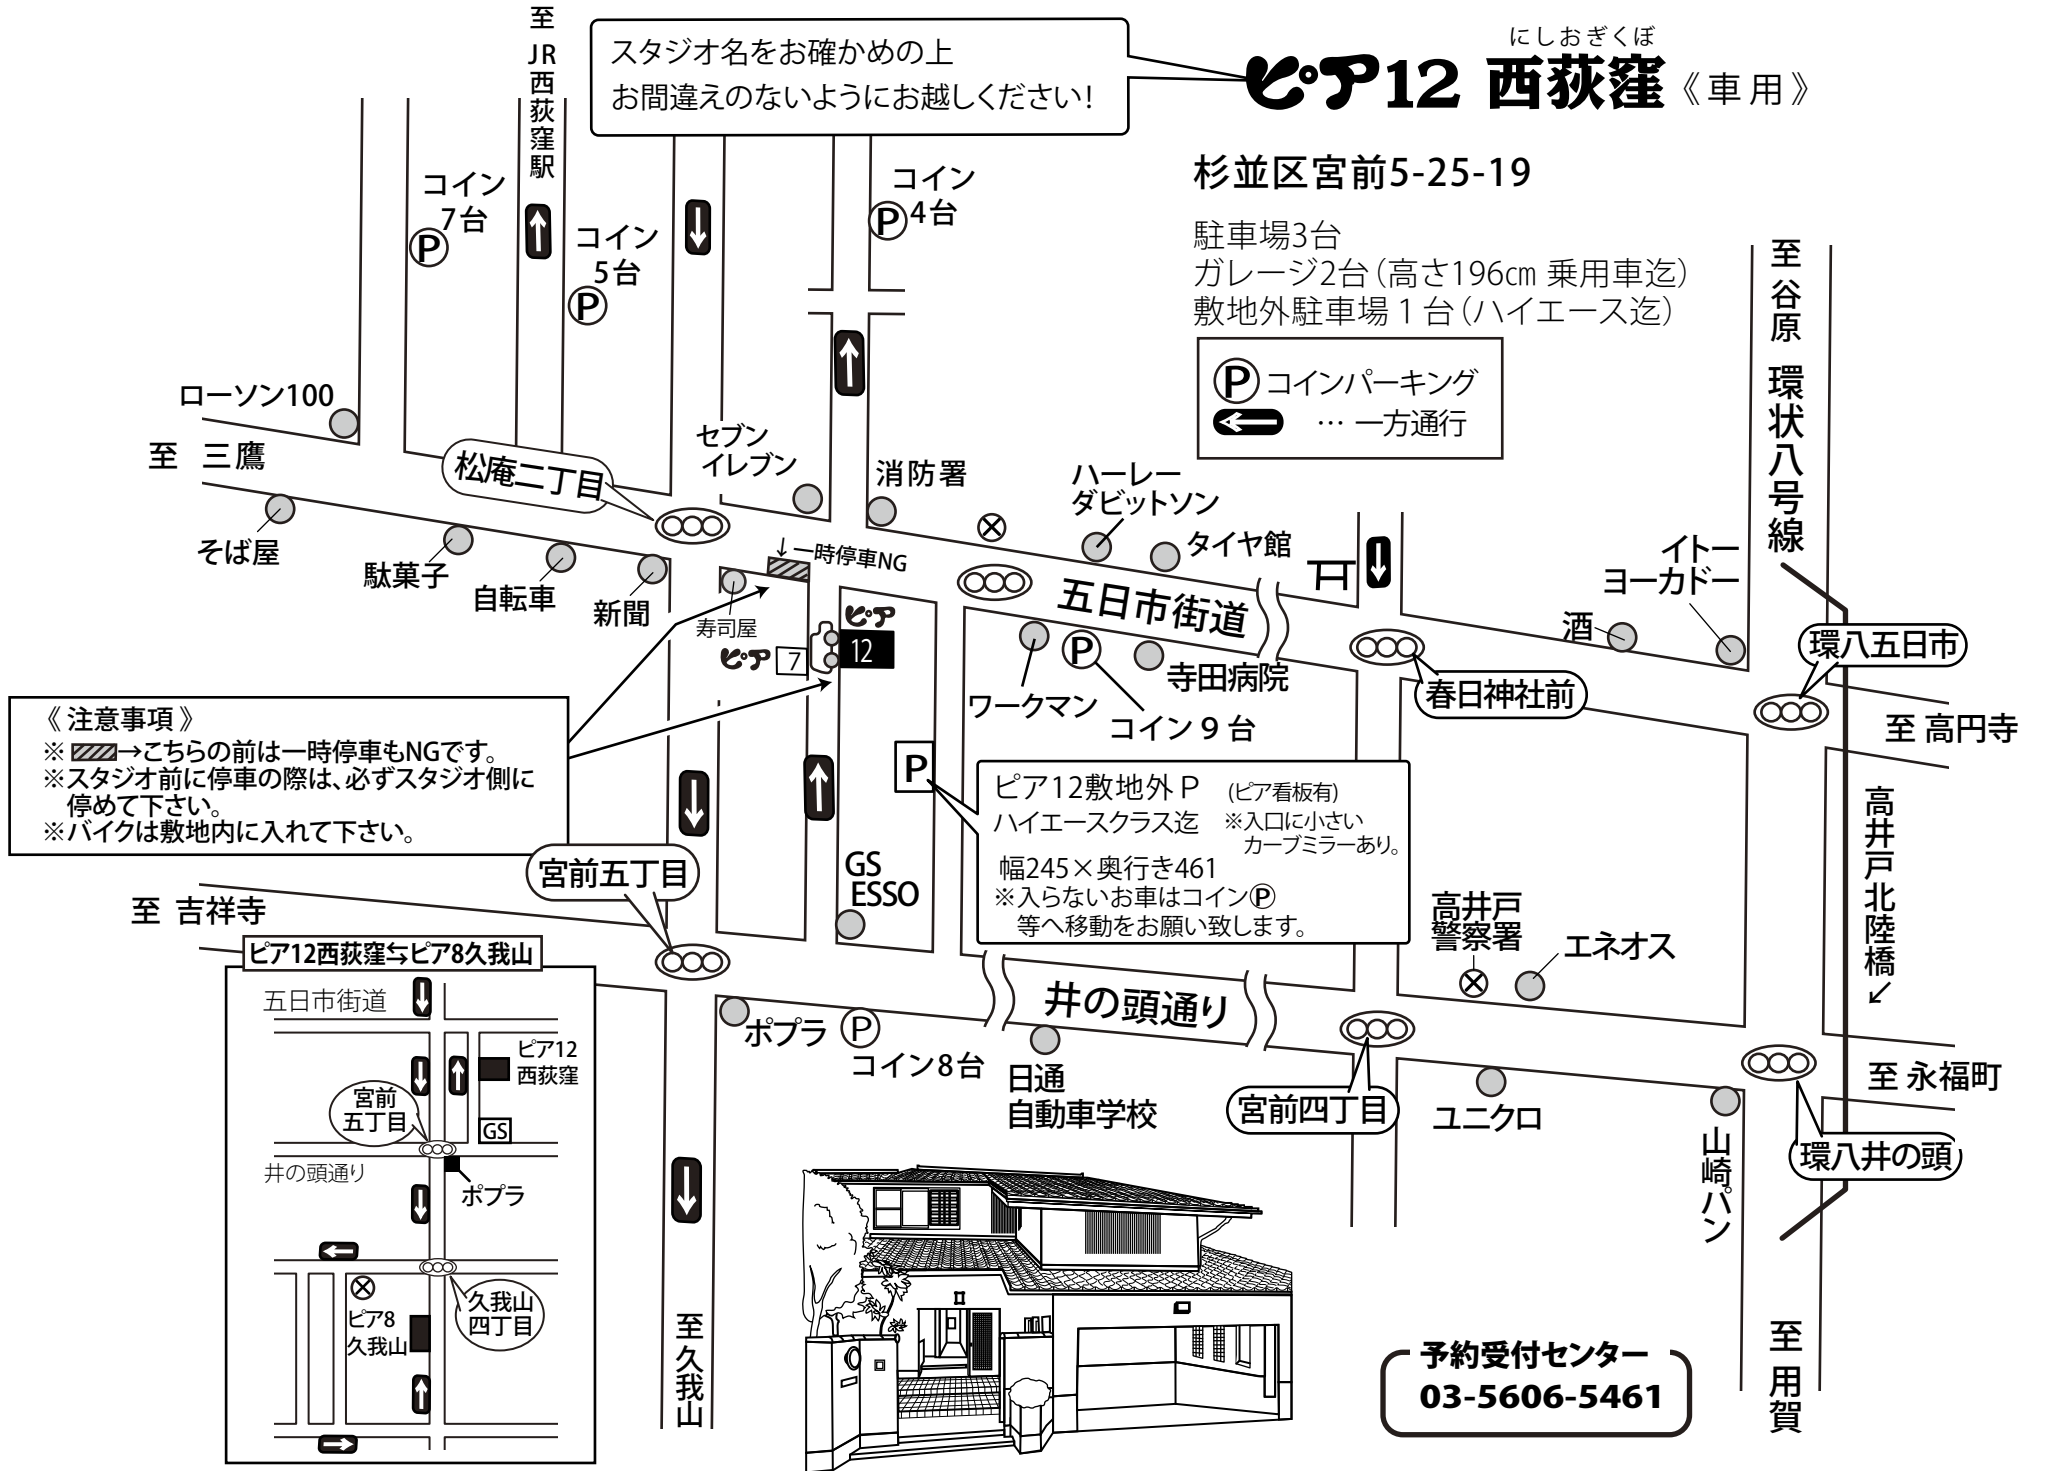 至
JR
西荻窪駅
スタジオ名をお確かめの上
お間違えのないようにお越しください!
にしおぎくぼ
ピア12 西荻窪《車用》
杉並区宮前5-25-19
駐車場3台
ガレージ2台(高さ196㎝ 乗用車迄)
敷地外駐車場1台(ハイエース迄)
Ⓟコインパーキング
… 一方通行
コイン
7台
Ⓟ
コイン
5台
Ⓟ
コイン
4台
Ⓟ
至 谷原
環状八号線
ローソン100
至 三鷹
松庵二丁目
セブン
イレブン
消防署
ハーレー
ダビットソン
タイヤ館
イトー
ヨーカドー
酒
環八五日市
そば屋
駄菓子
自転車
新聞
寿司屋
↓一時停車NG
ピア
12
ピア 7
五日市街道
ワークマン
Ⓟ
コイン9台
寺田病院
春日神社前
至 高円寺
《 注意事項 》
※ →こちらの前は一時停車もNGです。
※スタジオ前に停車の際は、必ずスタジオ側に
停めて下さい。
※バイクは敷地内に入れて下さい。
P
ピア12敷地外P (ピア看板有)
ハイエースクラス迄 ※入口に小さい
カーブミラーあり。
幅245×奥行き461
※入らないお車はコインⓅ
等へ移動をお願い致します。
高井戸北陸橋↙
宮前五丁目
GS
ESSO
至 吉祥寺
高井戸
警察署
エネオス
井の頭通り
ポプラ
Ⓟ
コイン8台
日通
自動車学校
宮前四丁目
ユニクロ
山崎パン
至 永福町
環八井の頭
至久我山
至 用賀
ピア12西荻窪⇆ピア8久我山
五日市街道
ピア12
西荻窪
宮前
五丁目
GS
井の頭通り
ポプラ
ピア8
久我山
久我山
四丁目
予約受付センター
03-5606-5461